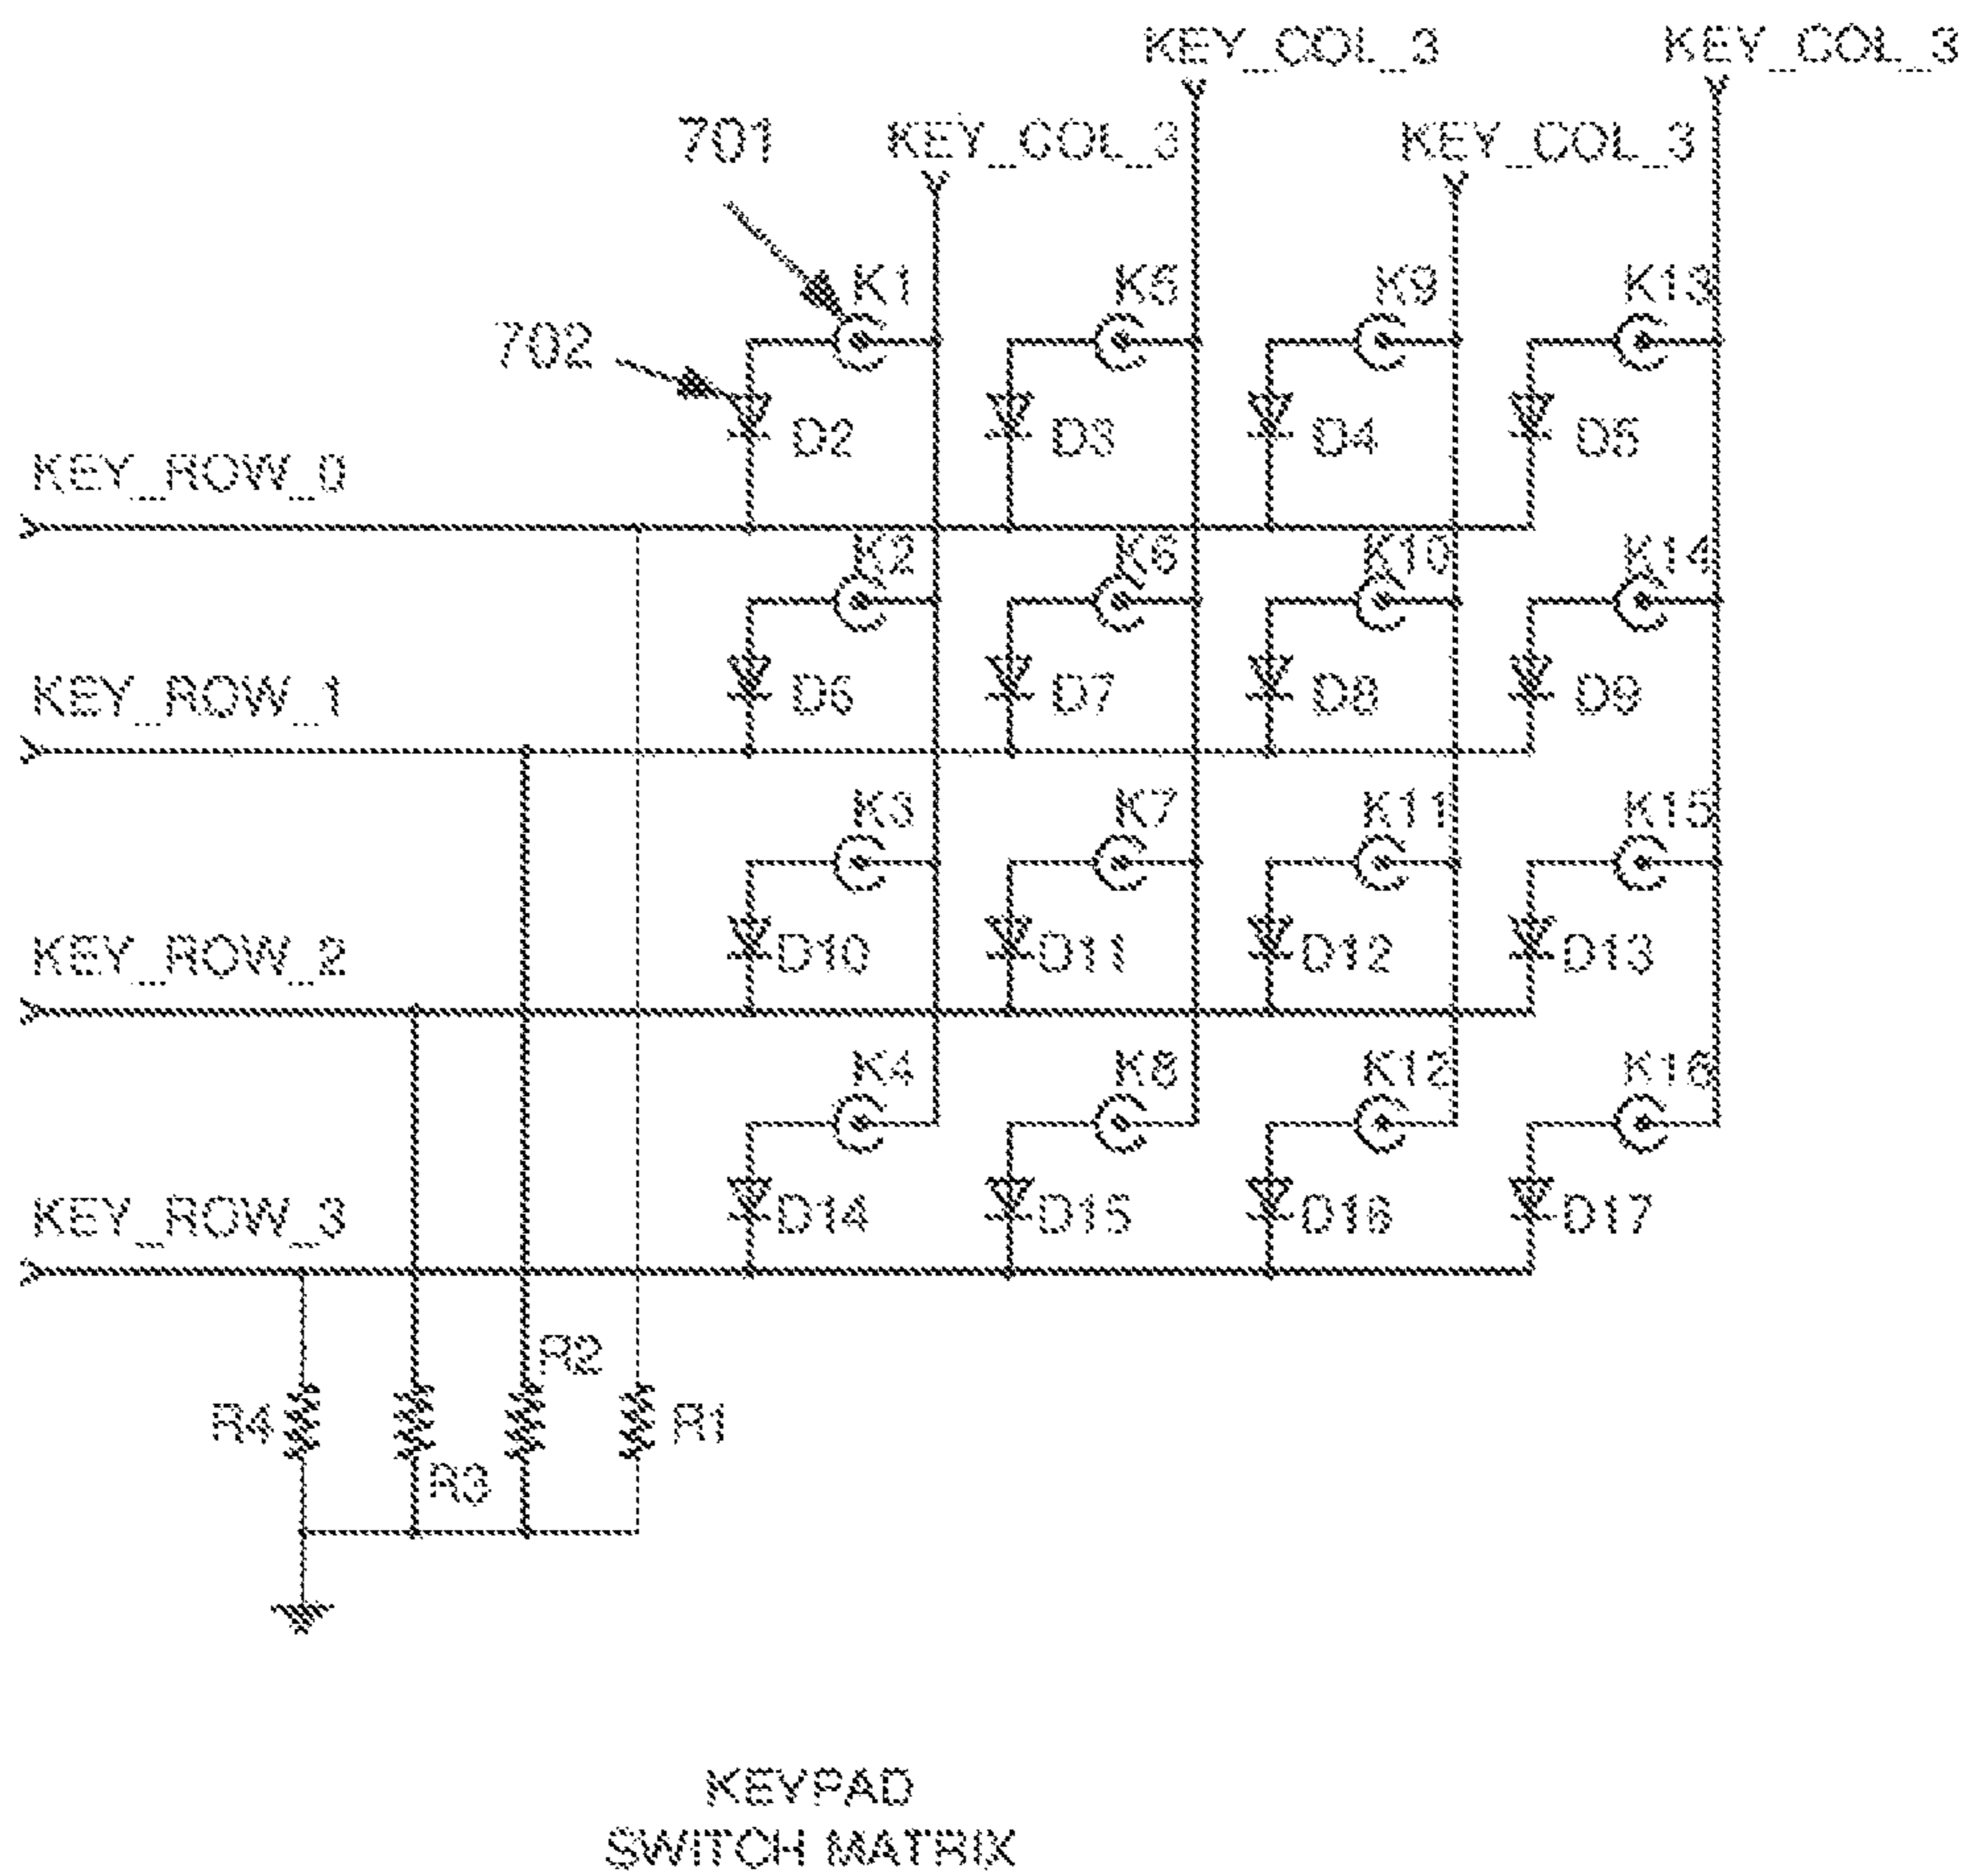 KEY_COL_3 KEY_COL_3
701 KEY_COL_3 KEY_COL_3
K1 K5 K9 K13
702
D2 D3 D4 D5
KEY_ROW_0
K2 K6 K10 K14
KEY_ROW_1
D6 D7 D8 D9
K3 K7 K11 K15
KEY_ROW_2
D10 D11 D12 D13
K4 K8 K12 K16
KEY_ROW_3
D14 D15 D16 D17
R2
R4 R1
R3
KEYPAD
SWITCH MATRIX